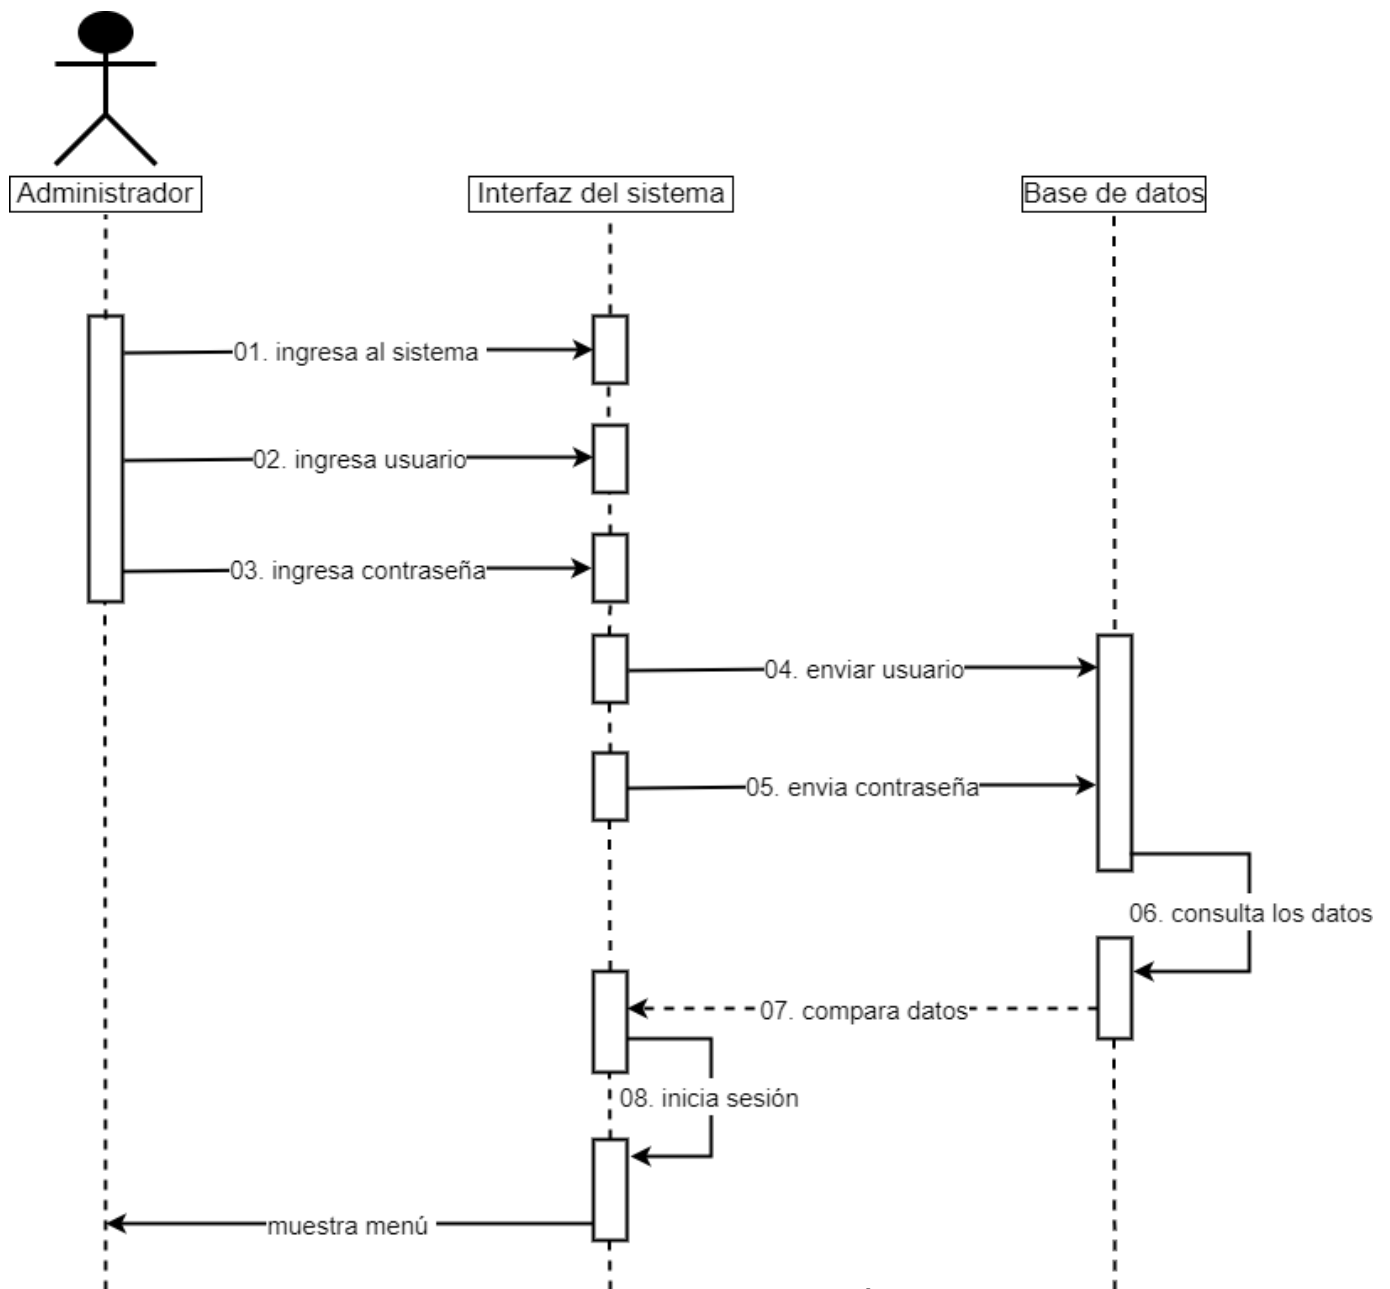 Administrador
Interfaz del sistema
Base de datos
01. ingresa al sistema
02. ingresa usuario
03. ingresa contraseña
04. enviar usuario
05. envia contraseña
06. consulta los datos
07. compara datos
08. inicia sesión
muestra menú